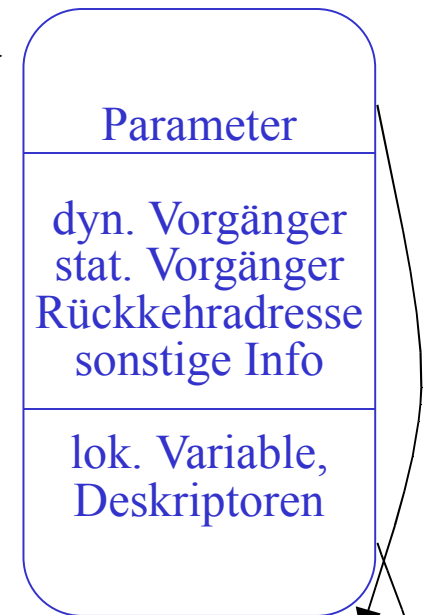 Parameter
dyn. Vorgänger
stat. Vorgänger
Rückkehradresse
sonstige Info
lok. Variable,
Deskriptoren